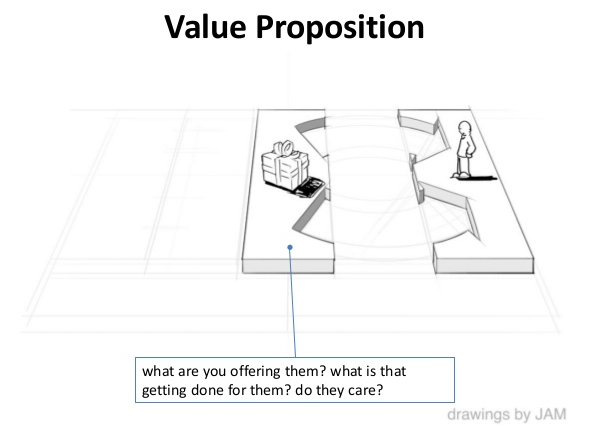 Value Proposition
what are you offering them? what is that
getting done for them? do they care?
drawings by JAM